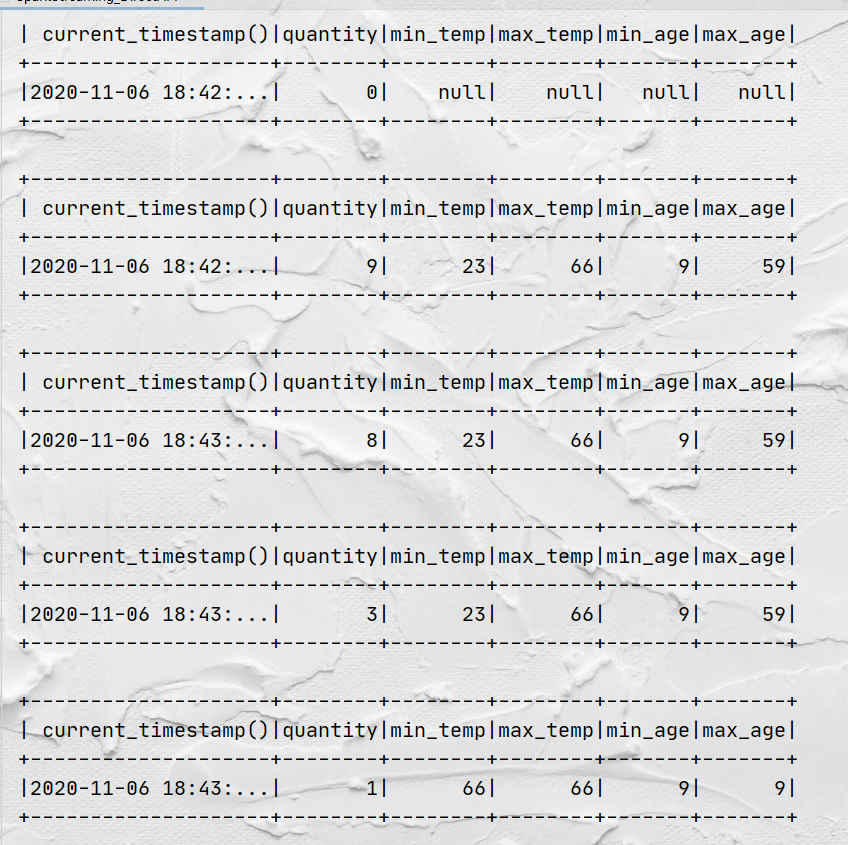 | current_timestamp()|quantity|min_temp|max_temp|min_age|max_age|
+--------------------+--------+--------+--------+-------+-------+
|2020-11-06 18:42:...|       0|    null|    null|   null|   null|
+--------------------+--------+--------+--------+-------+-------+
+--------------------+--------+--------+--------+-------+-------+
| current_timestamp()|quantity|min_temp|max_temp|min_age|max_age|
+--------------------+--------+--------+--------+-------+-------+
|2020-11-06 18:42:...|       9|      23|      66|      9|     59|
+--------------------+--------+--------+--------+-------+-------+
+--------------------+--------+--------+--------+-------+-------+
| current_timestamp()|quantity|min_temp|max_temp|min_age|max_age|
+--------------------+--------+--------+--------+-------+-------+
|2020-11-06 18:43:...|       8|      23|      66|      9|     59|
+--------------------+--------+--------+--------+-------+-------+
+--------------------+--------+--------+--------+-------+-------+
| current_timestamp()|quantity|min_temp|max_temp|min_age|max_age|
+--------------------+--------+--------+--------+-------+-------+
|2020-11-06 18:43:...|       3|      23|      66|      9|     59|
+--------------------+--------+--------+--------+-------+-------+
+--------------------+--------+--------+--------+-------+-------+
| current_timestamp()|quantity|min_temp|max_temp|min_age|max_age|
+--------------------+--------+--------+--------+-------+-------+
|2020-11-06 18:43:...|       1|      66|      66|      9|      9|
+--------------------+--------+--------+--------+-------+-------+